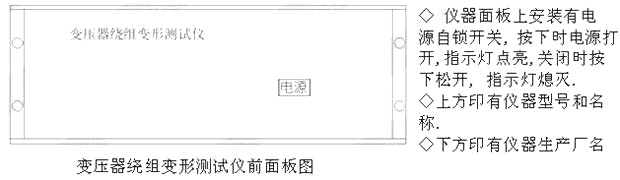 变压器绕组变形测试仪
电源
变压器绕组变形测试仪前面板图
◇ 仪器面板上安装有电
源自锁开关, 按下时电源打
开, 指示灯点亮, 关闭时按
下松开, 指示灯熄灭.
◇上方印有仪器型号和名
称.
◇下方印有仪器生产厂名